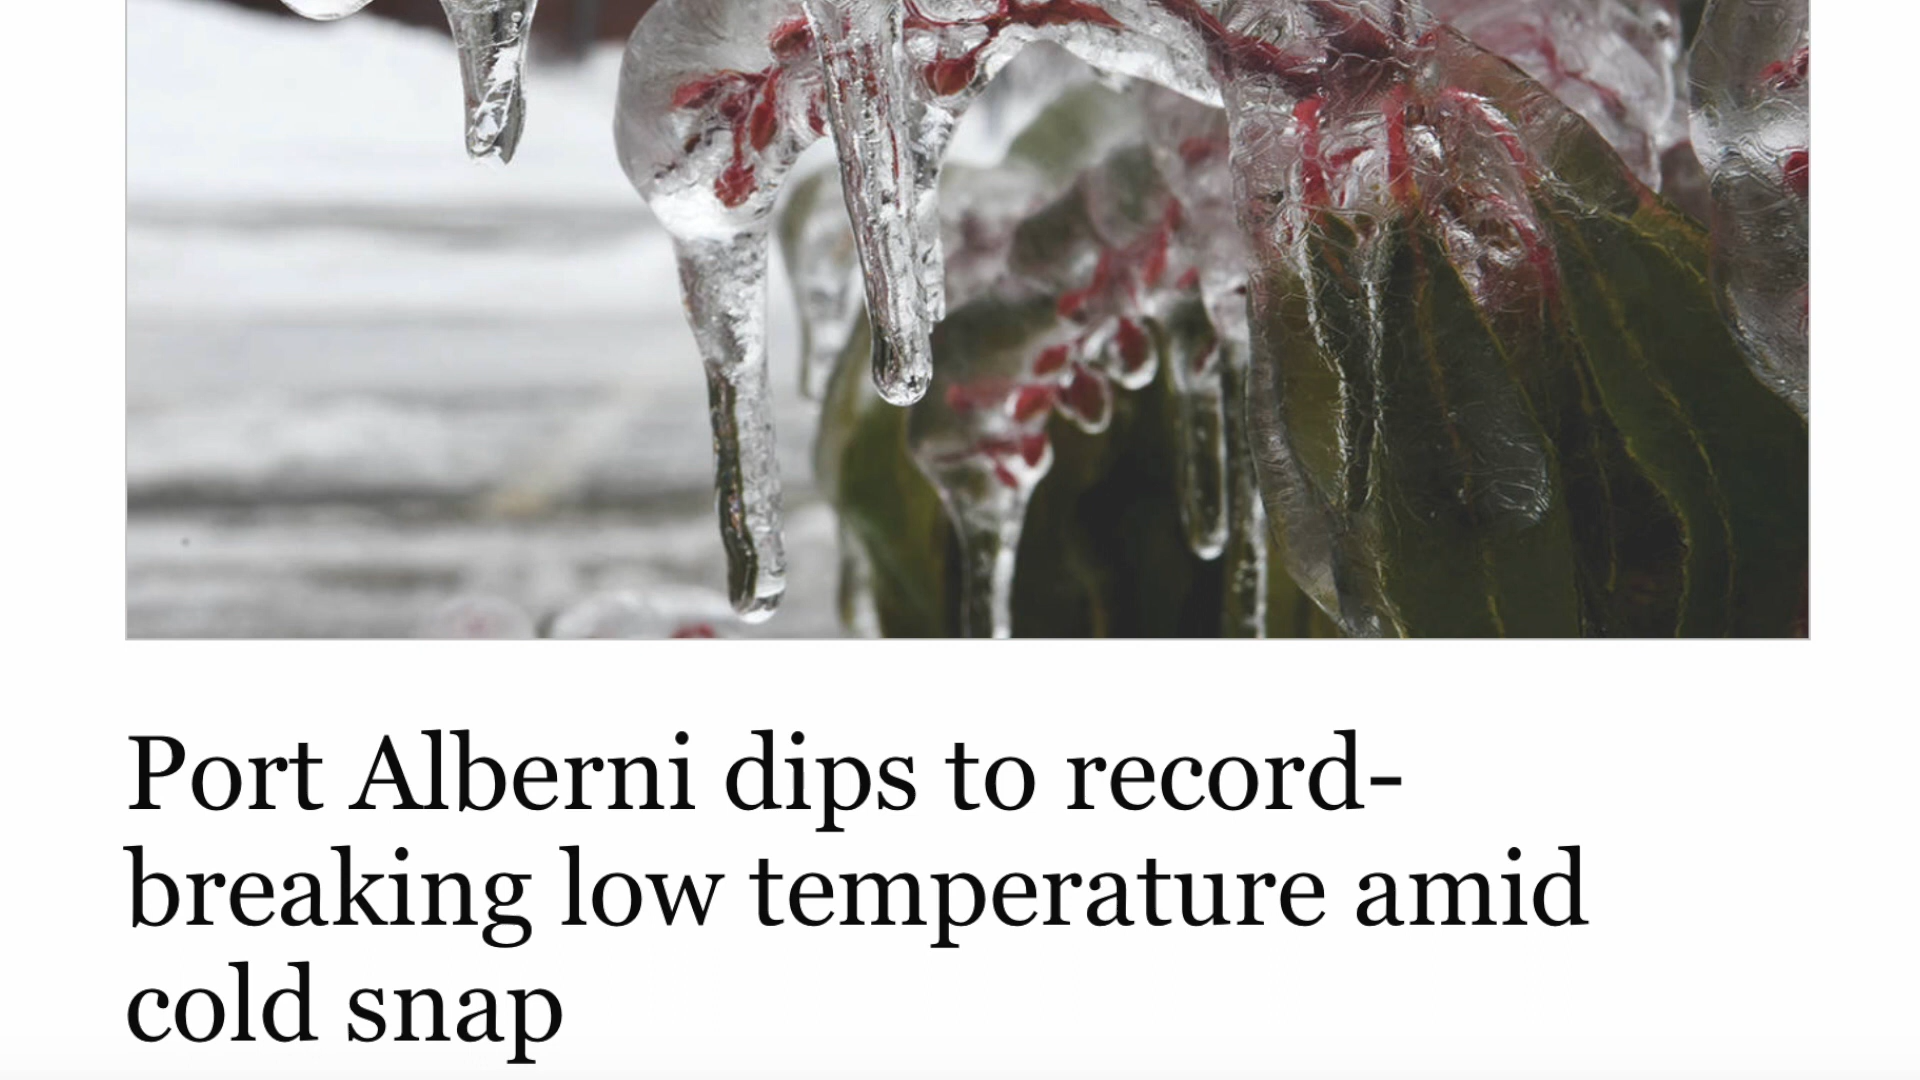 Port Alberni dips to record-
breaking low temperature amid
cold snap